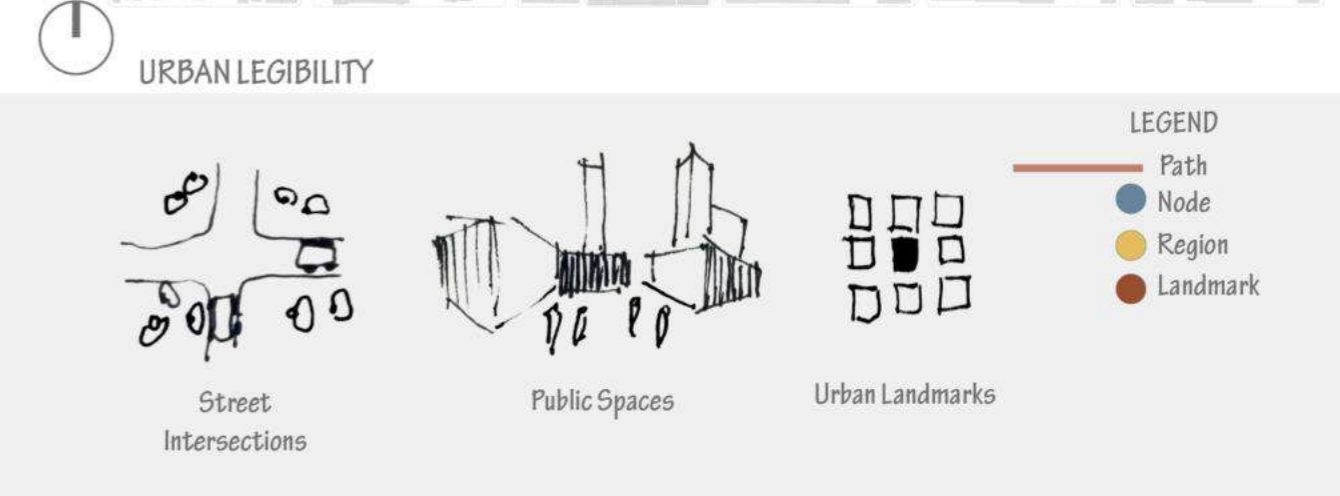 URBAN LEGIBILITY
LEGEND
Path
Node
Region
Landmark
Street
Intersections
Public Spaces
Urban Landmarks